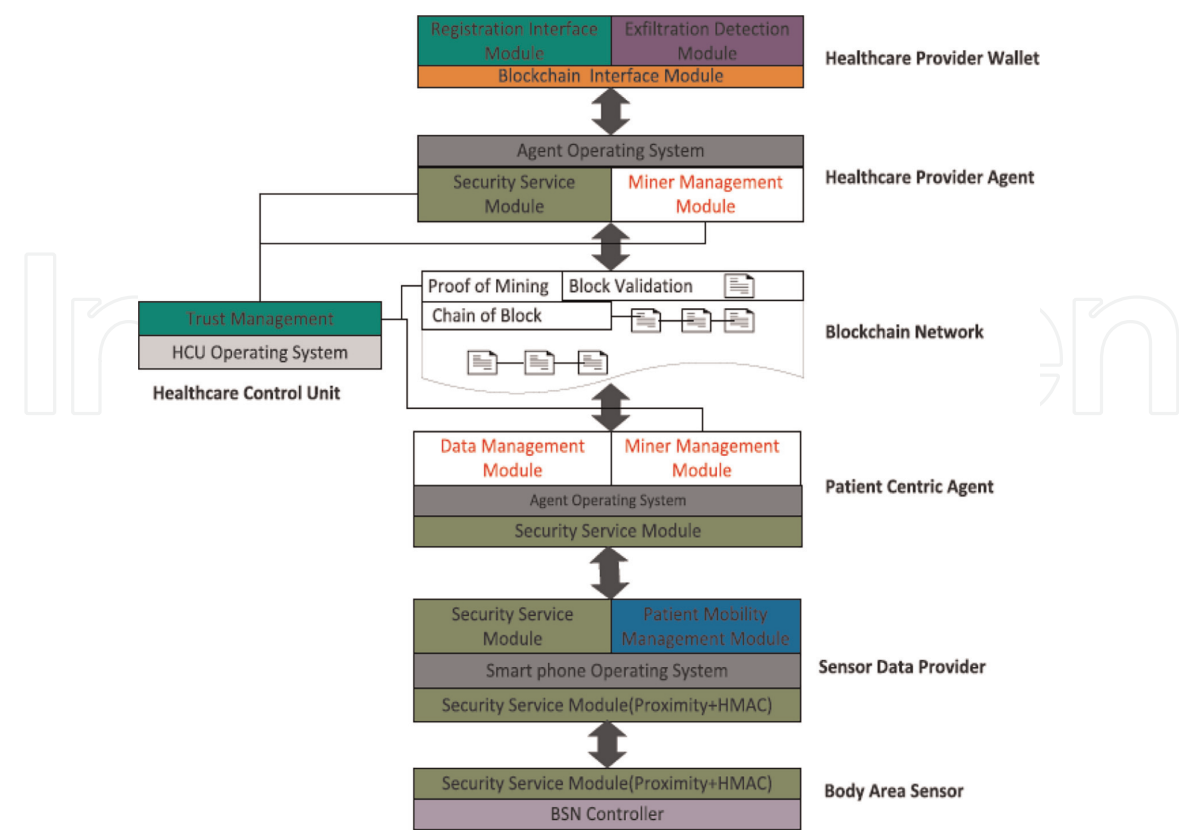 Registration Interface
Module
Exfiltration Detection
Module
Blockchain Interface Module
Healthcare Provider Wallet
Agent Operating System
Security Service
Module
Miner Management
Module
Healthcare Provider Agent
Proof of Mining
Block Validation
Chain of Block
Blockchain Network
Trust Management
HCU Operating System
Healthcare Control Unit
Data Management
Module
Miner Management
Module
Agent Operating System
Security Service Module
Patient Centric Agent
Security Service
Module
Patient Mobility
Management Module
Smart phone Operating System
Security Service Module(Proximity+HMAC)
Sensor Data Provider
Security Service Module(Proximity+HMAC)
BSN Controller
Body Area Sensor